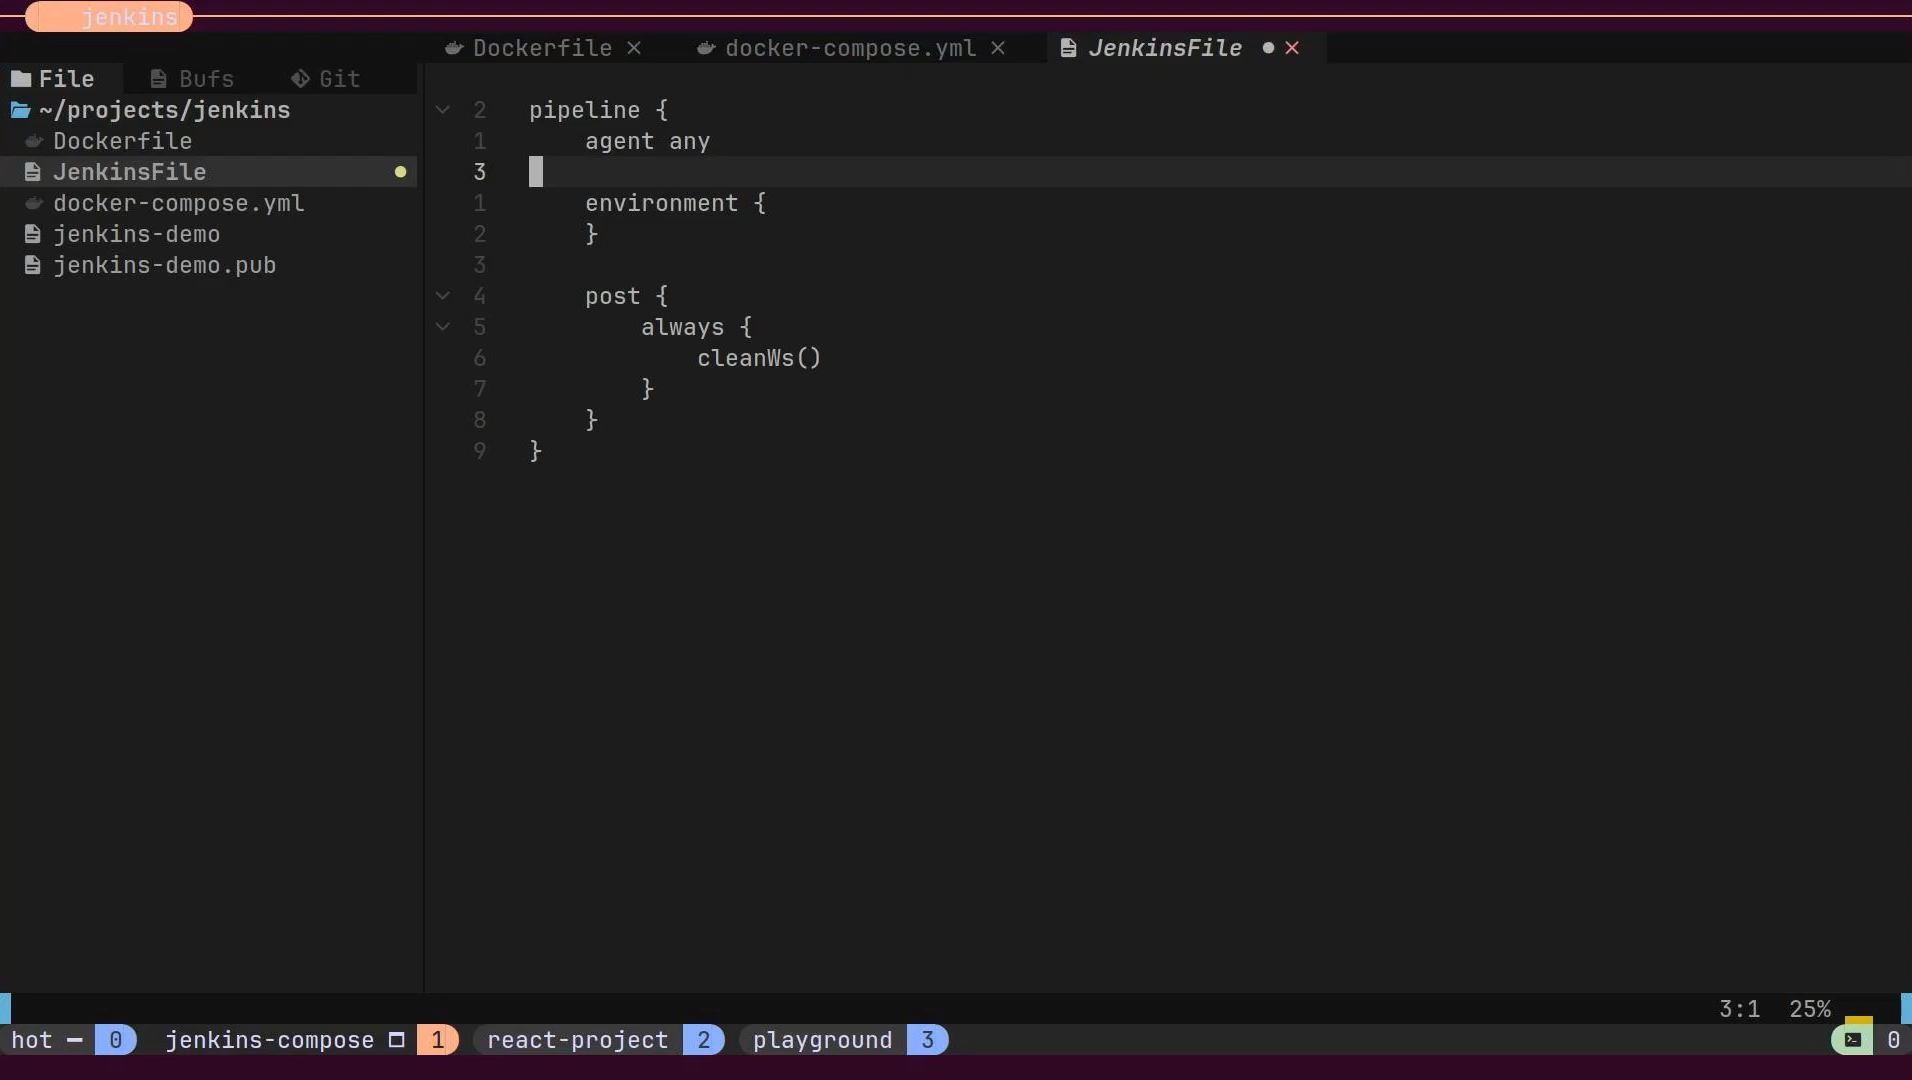 jenkins
Dockerfile docker-compose.yml JenkinsFile
File Bufs Git
~/projects/jenkins
Dockerfile
JenkinsFile
docker-compose.yml
jenkins-demo
jenkins-demo.pub
2 pipeline {
1 agent any
3
1 environment {
2 }
3
4 post {
5 always {
6 cleanWs()
7 }
8 }
9 }
3:1 25%
hot 0 jenkins-compose 1 react-project 2 playground 3 0